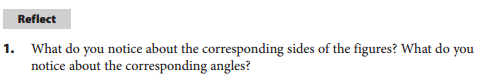 Reflect
1. What do you notice about the corresponding sides of the figures? What do you
notice about the corresponding angles?